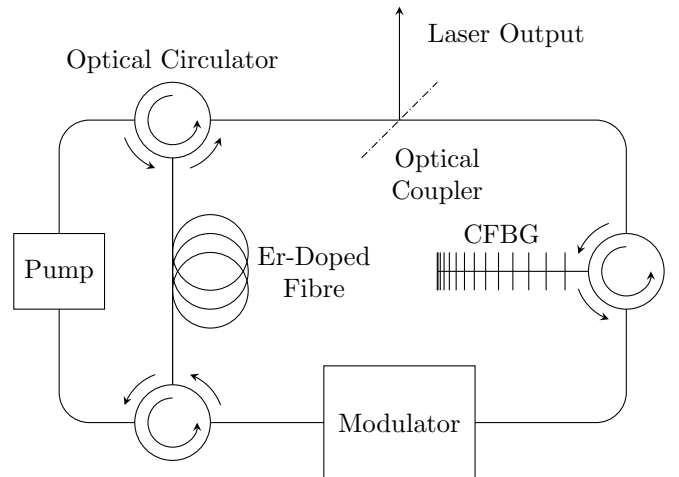 Laser Output
Optical Circulator
Optical
Coupler
CFBG
Er-Doped
Fibre
Pump
Modulator